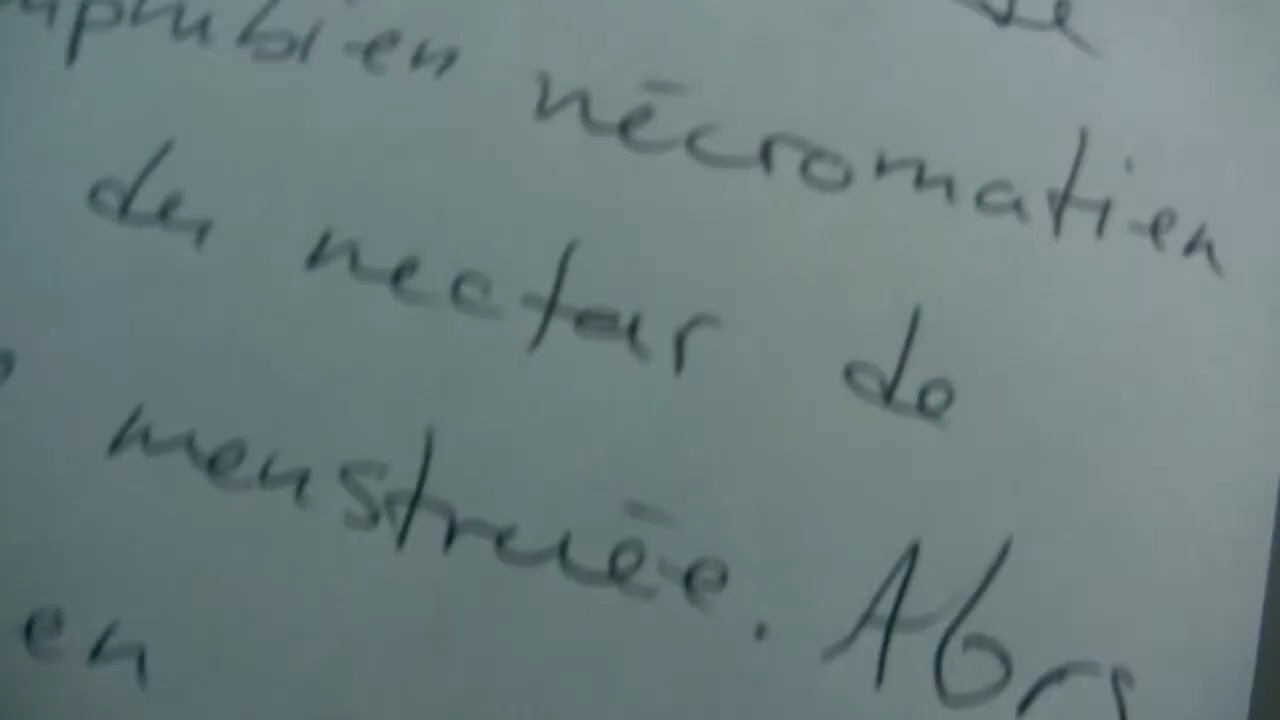 nécromatien
du nectar de
menstruée. Alors
en